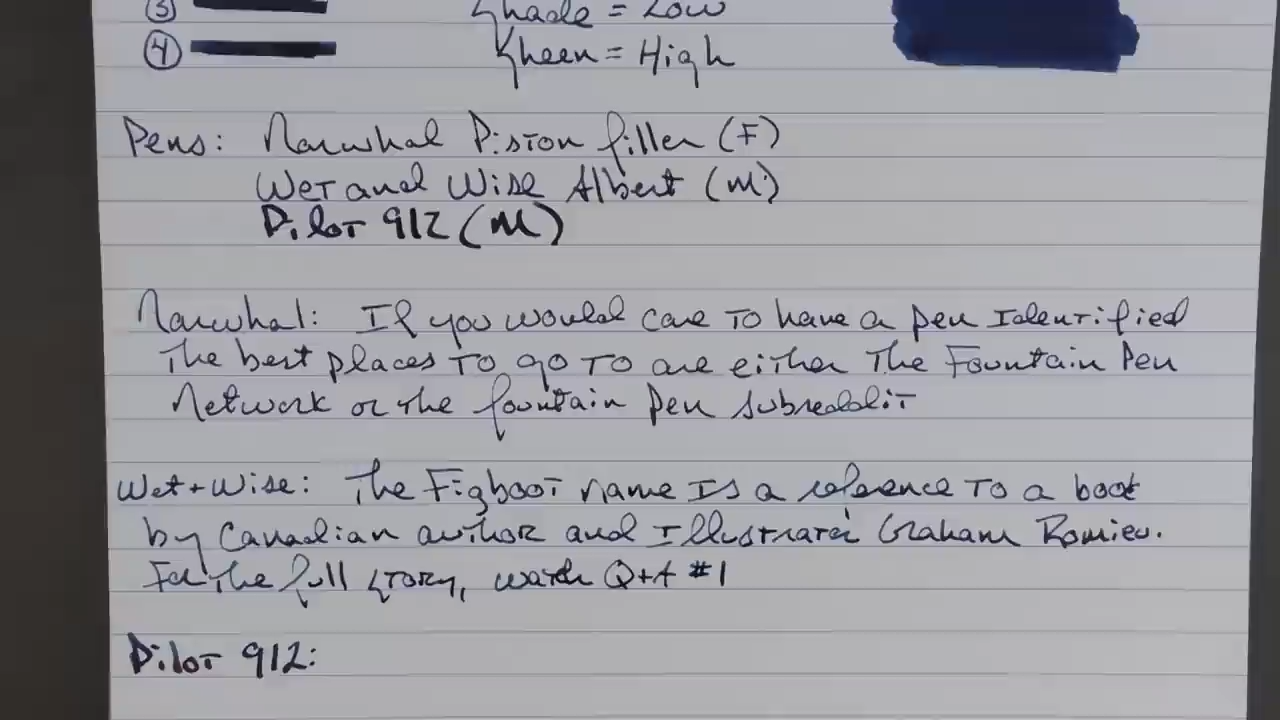 ③
Shade = Low
④
Sheen = High
Pens: Narwhal Piston filler (F)
Wet and Wise Albert (M)
Pilot 912 (M)
Narwhal: If you would care to have a pen Identified
The best places to go to are either The Fountain Pen
Network or the fountain pen subreddit
Wet + Wise: The Figboot name is a reference to a book
by Canadian author and Illustrator Graham Romieu.
For the full story, watch Q+A #1
Pilot 912: